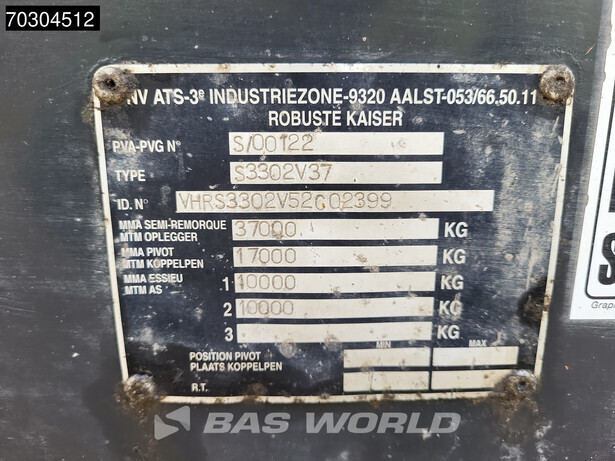 70304512
NV ATS-3e INDUSTRIEZONE-9320 AALST-053/66.50.11
ROBUSTE KAISER
PVA-PVG N° S/00122
TYPE S3302V37
ID. N° VHRS3302V52C02399
MMA SEMI-REMORQUE
MTM OPLEGGER 37000 KG
MMA PIVOT
MTM KOPPELPEN 17000 KG
MMA ESSIEU
MTM AS 1 10000 KG
2 10000 KG
3 KG
MIN MAX
POSITION PIVOT
PLAATS KOPPELPEN
R.T.
BAS WORLD